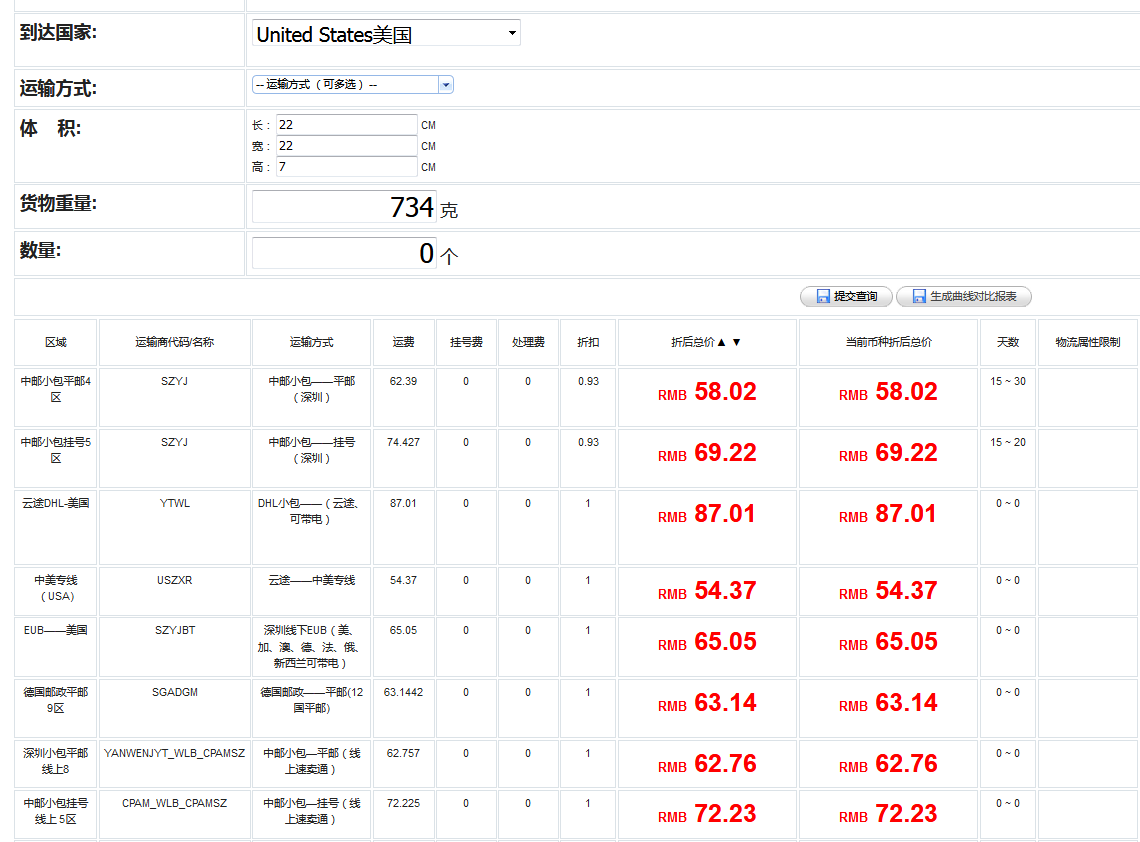 到达国家: United States美国
运输方式: -- 运输方式（可多选）--
体 积: 长： 22 CM
宽： 22 CM
高： 7 CM
货物重量: 734 克
数量: 0 个
提交查询 生成曲线对比报表
区域 运输商代码/名称 运输方式 运费 挂号费 处理费 折扣 折后总价▲ ▼ 当前币种折后总价 天数 物流属性限制
中邮小包平邮4 SZYJ 中邮小包——平邮 62.39 0 0 0.93 RMB 58.02 RMB 58.02 15 ~ 30
区 （深圳）
中邮小包挂号5 SZYJ 中邮小包——挂号 74.427 0 0 0.93 RMB 69.22 RMB 69.22 15 ~ 20
区 （深圳）
云途DHL-美国 YTWL DHL小包——（云途、 87.01 0 0 1 RMB 87.01 RMB 87.01 0 ~ 0
可带电）
中美专线 USZXR 云途——中美专线 54.37 0 0 1 RMB 54.37 RMB 54.37 0 ~ 0
（USA）
EUB——美国 SZYJBT 深圳线下EUB（美、 65.05 0 0 1 RMB 65.05 RMB 65.05 0 ~ 0
加、澳、德、法、俄、
新西兰可带电）
德国邮政平邮 SGADGM 德国邮政——平邮(12 63.1442 0 0 1 RMB 63.14 RMB 63.14 0 ~ 0
9区 国平邮)
深圳小包平邮 YANWENJYT_WLB_CPAMSZ 中邮小包—平邮（线 62.757 0 0 1 RMB 62.76 RMB 62.76 0 ~ 0
线上8 上速卖通）
中邮小包挂号 CPAM_WLB_CPAMSZ 中邮小包—挂号（线 72.225 0 0 1 RMB 72.23 RMB 72.23 0 ~ 0
线上 5区 上速卖通）